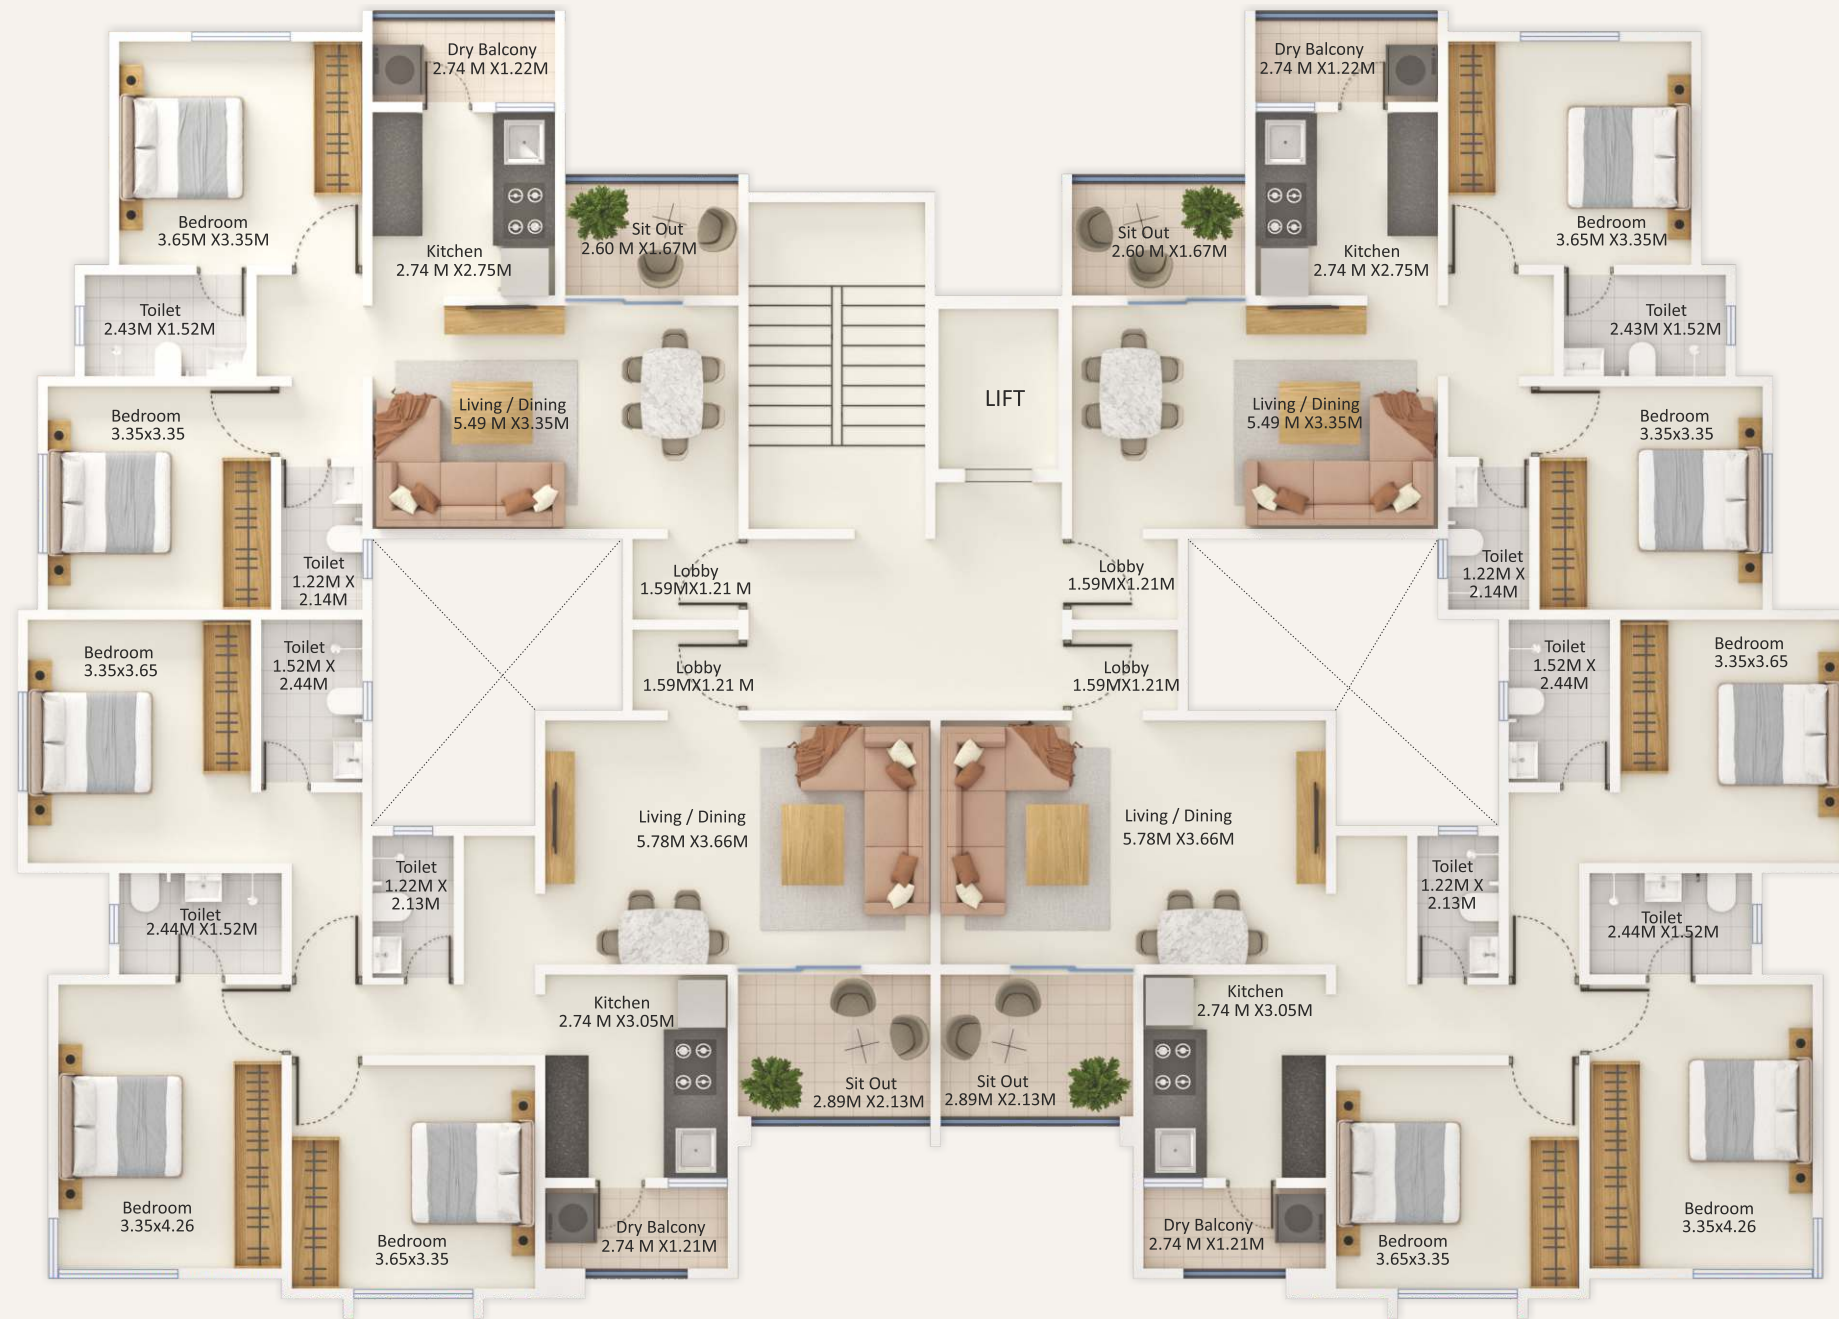 Dry Balcony
2.74 M X1.22M
Dry Balcony
2.74 M X1.22M
Bedroom
3.65M X3.35M
Kitchen
2.74 M X2.75M
Sit Out
2.60 M X1.67M
Sit Out
2.60 M X1.67M
Kitchen
2.74 M X2.75M
Bedroom
3.65M X3.35M
Toilet
2.43M X1.52M
Toilet
2.43M X1.52M
Bedroom
3.35x3.35
Living / Dining
5.49 M X3.35M
LIFT
Living / Dining
5.49 M X3.35M
Bedroom
3.35x3.35
Toilet
1.22M X
2.14M
Lobby
1.59MX1.21 M
Lobby
1.59MX1.21M
Toilet
1.22M X
2.14M
Bedroom
3.35x3.65
Toilet
1.52M X
2.44M
Lobby
1.59MX1.21 M
Lobby
1.59MX1.21M
Toilet
1.52M X
2.44M
Bedroom
3.35x3.65
Living / Dining
5.78M X3.66M
Living / Dining
5.78M X3.66M
Toilet
1.22M X
2.13M
Toilet
1.22M X
2.13M
Toilet
2.44M X1.52M
Toilet
2.44M X1.52M
Kitchen
2.74 M X3.05M
Kitchen
2.74 M X3.05M
Sit Out
2.89M X2.13M
Sit Out
2.89M X2.13M
Bedroom
3.35x4.26
Bedroom
3.65x3.35
Dry Balcony
2.74 M X1.21M
Dry Balcony
2.74 M X1.21M
Bedroom
3.65x3.35
Bedroom
3.35x4.26